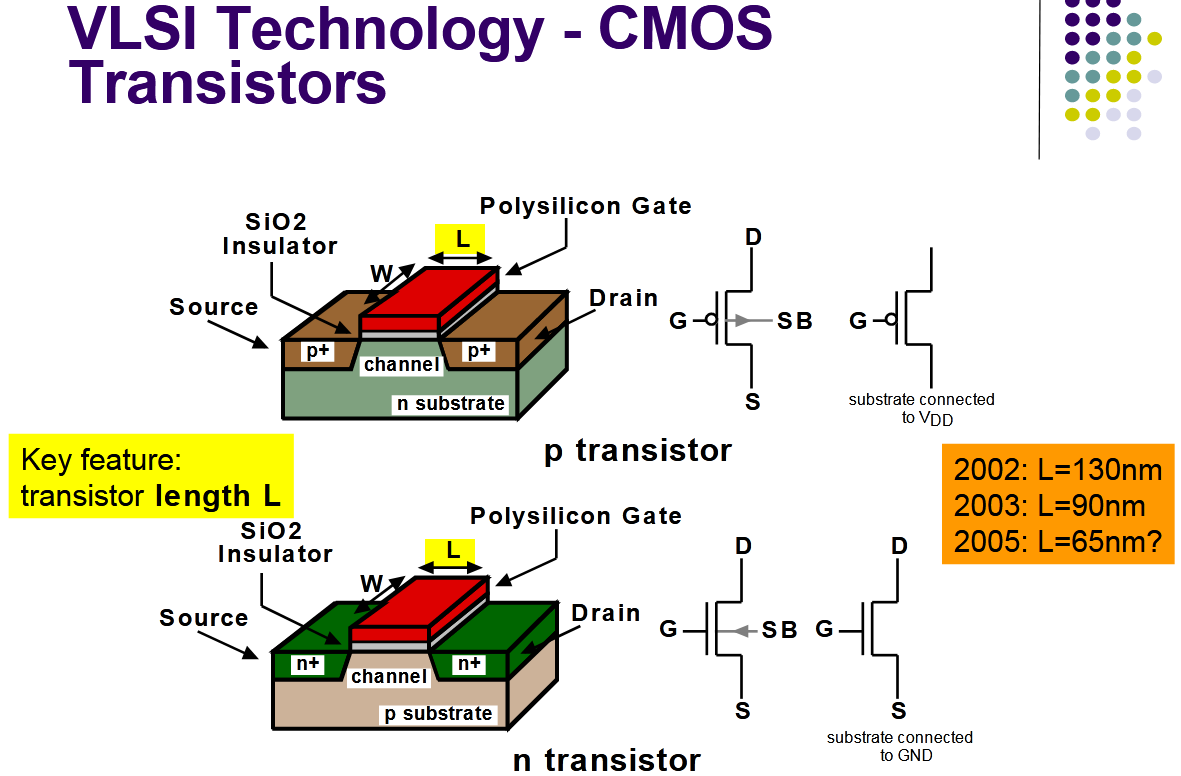 VLSI Technology - CMOS
Transistors
Polysilicon Gate
SiO2
Insulator
L
W
Source
Drain
p+
channel
p+
n substrate
D
G
SB
S
G
substrate connected
to VDD
p transistor
Key feature:
transistor length L
2002: L=130nm
2003: L=90nm
2005: L=65nm?
Polysilicon Gate
SiO2
Insulator
L
W
Source
Drain
n+
channel
n+
p substrate
D
G
SB
S
D
G
S
substrate connected
to GND
n transistor